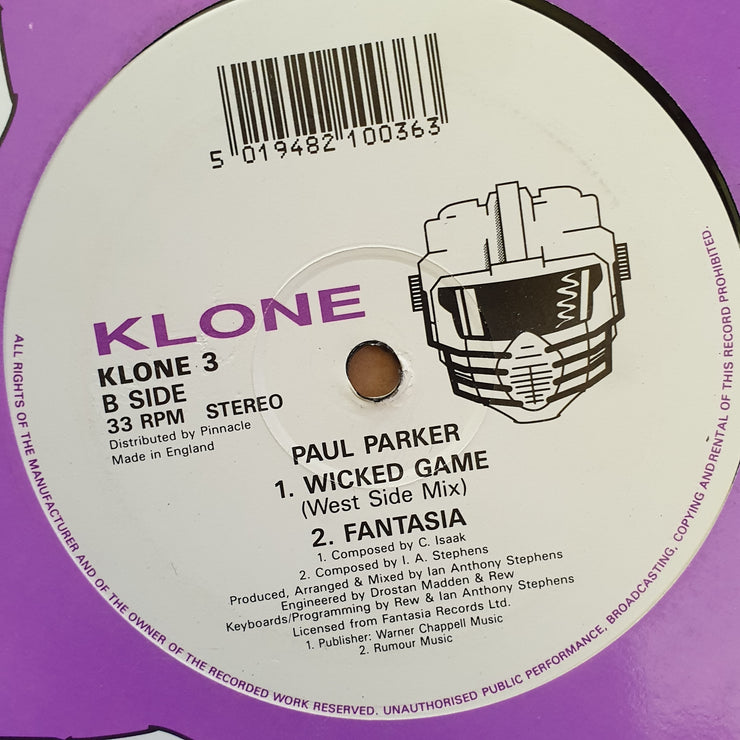 5 019482 100363
KLONE
KLONE 3
B SIDE
33 RPM STEREO
Distributed by Pinnacle
Made in England
PAUL PARKER
1. WICKED GAME
(West Side Mix)
2. FANTASIA
1. Composed by C. Isaak
2. Composed by I. A. Stephens
Produced, Arranged & Mixed by Ian Anthony Stephens
Engineered by Drostan Madden & Rew
Keyboards/Programming by Rew & Ian Anthony Stephens
Licensed from Fantasia Records Ltd.
1. Publisher: Warner Chappell Music
2. Rumour Music
ALL RIGHTS OF THE MANUFACTURER AND OF THE OWNER OF THE RECORDED WORK RESERVED. UNAUTHORISED PUBLIC PERFORMANCE, BROADCASTING, COPYING ANDRENTAL OF THIS RECORD PROHIBITED.